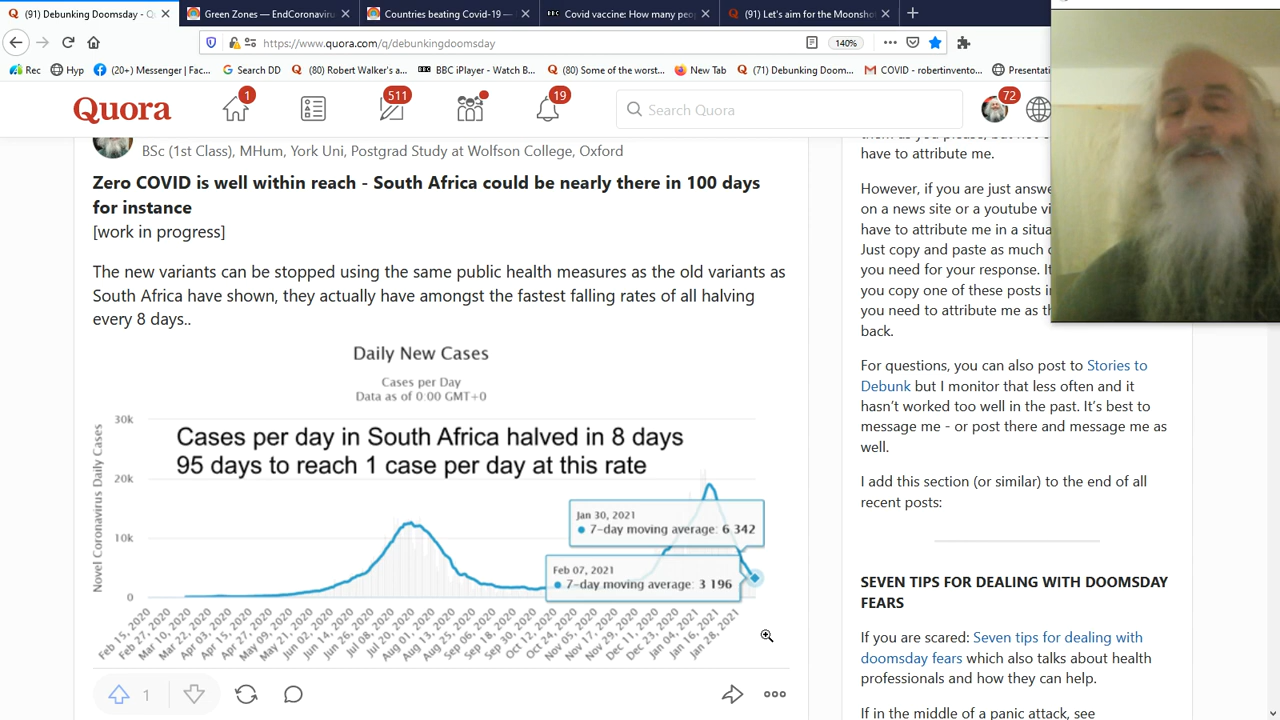 (91) Debunking Doomsday - Q
Green Zones — EndCoronaviru
Countries beating Covid-19 —
BBC Covid vaccine: How many peo
(91) Let's aim for the Moonshot
https://www.quora.com/q/debunkingdoomsday
140%
Rec
Hyp
(20+) Messenger | Fac...
Search DD
(80) Robert Walker's a...
BBC iPlayer - Watch B...
(80) Some of the worst...
New Tab
(71) Debunking Doom...
COVID - robertinvento...
Presentati
Quora
1
511
19
Search Quora
72
BSc (1st Class), MHum, York Uni, Postgrad Study at Wolfson College, Oxford
Zero COVID is well within reach - South Africa could be nearly there in 100 days
for instance
[work in progress]
The new variants can be stopped using the same public health measures as the old variants as
South Africa have shown, they actually have amongst the fastest falling rates of all halving
every 8 days..
Daily New Cases
Cases per Day
Data as of 0:00 GMT+0
Novel Coronavirus Daily Cases
30k
20k
10k
0
Cases per day in South Africa halved in 8 days
95 days to reach 1 case per day at this rate
Jan 30, 2021
7-day moving average: 6 342
Feb 07, 2021
7-day moving average: 3 196
Feb 15, 2020
Feb 27, 2020
Mar 10, 2020
Mar 22, 2020
Apr 03, 2020
Apr 15, 2020
Apr 27, 2020
May 09, 2020
May 21, 2020
Jun 02, 2020
Jun 14, 2020
Jun 26, 2020
Jul 08, 2020
Jul 20, 2020
Aug 01, 2020
Aug 13, 2020
Aug 25, 2020
Sep 06, 2020
Sep 18, 2020
Sep 30, 2020
Oct 12, 2020
Oct 24, 2020
Nov 05, 2020
Nov 17, 2020
Nov 29, 2020
Dec 11, 2020
Dec 23, 2020
Jan 04, 2021
Jan 16, 2021
Jan 28, 2021
1
have to attribute me.
However, if you are just answe
on a news site or a youtube vi
have to attribute me in a situa
Just copy and paste as much
you need for your response. It
you copy one of these posts i
you need to attribute me as th
back.
For questions, you can also post to Stories to
Debunk but I monitor that less often and it
hasn't worked too well in the past. It's best to
message me - or post there and message me as
well.
I add this section (or similar) to the end of all
recent posts:
SEVEN TIPS FOR DEALING WITH DOOMSDAY
FEARS
If you are scared: Seven tips for dealing with
doomsday fears which also talks about health
professionals and how they can help.
If in the middle of a panic attack, see